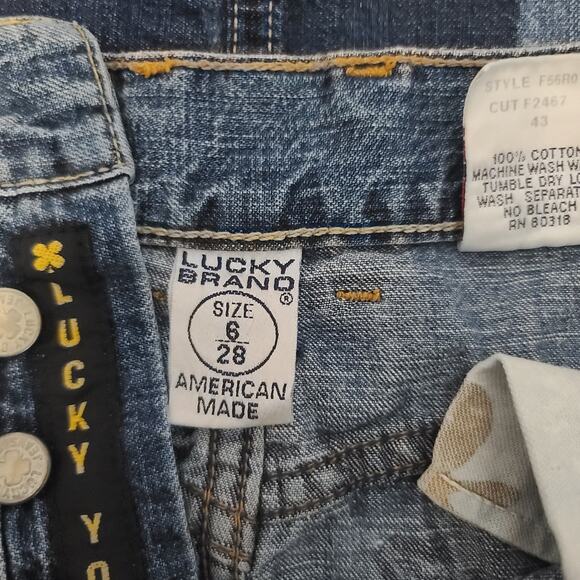 STYLE F56R0
CUT F2467
43
100% COTTON
MACHINE WASH W
TUMBLE DRY LO
WASH SEPARAT
NO BLEACH
RN 80318
LUCKY
BRAND®
SIZE
6
28
AMERICAN
MADE
LUCKY YO
LUCKY